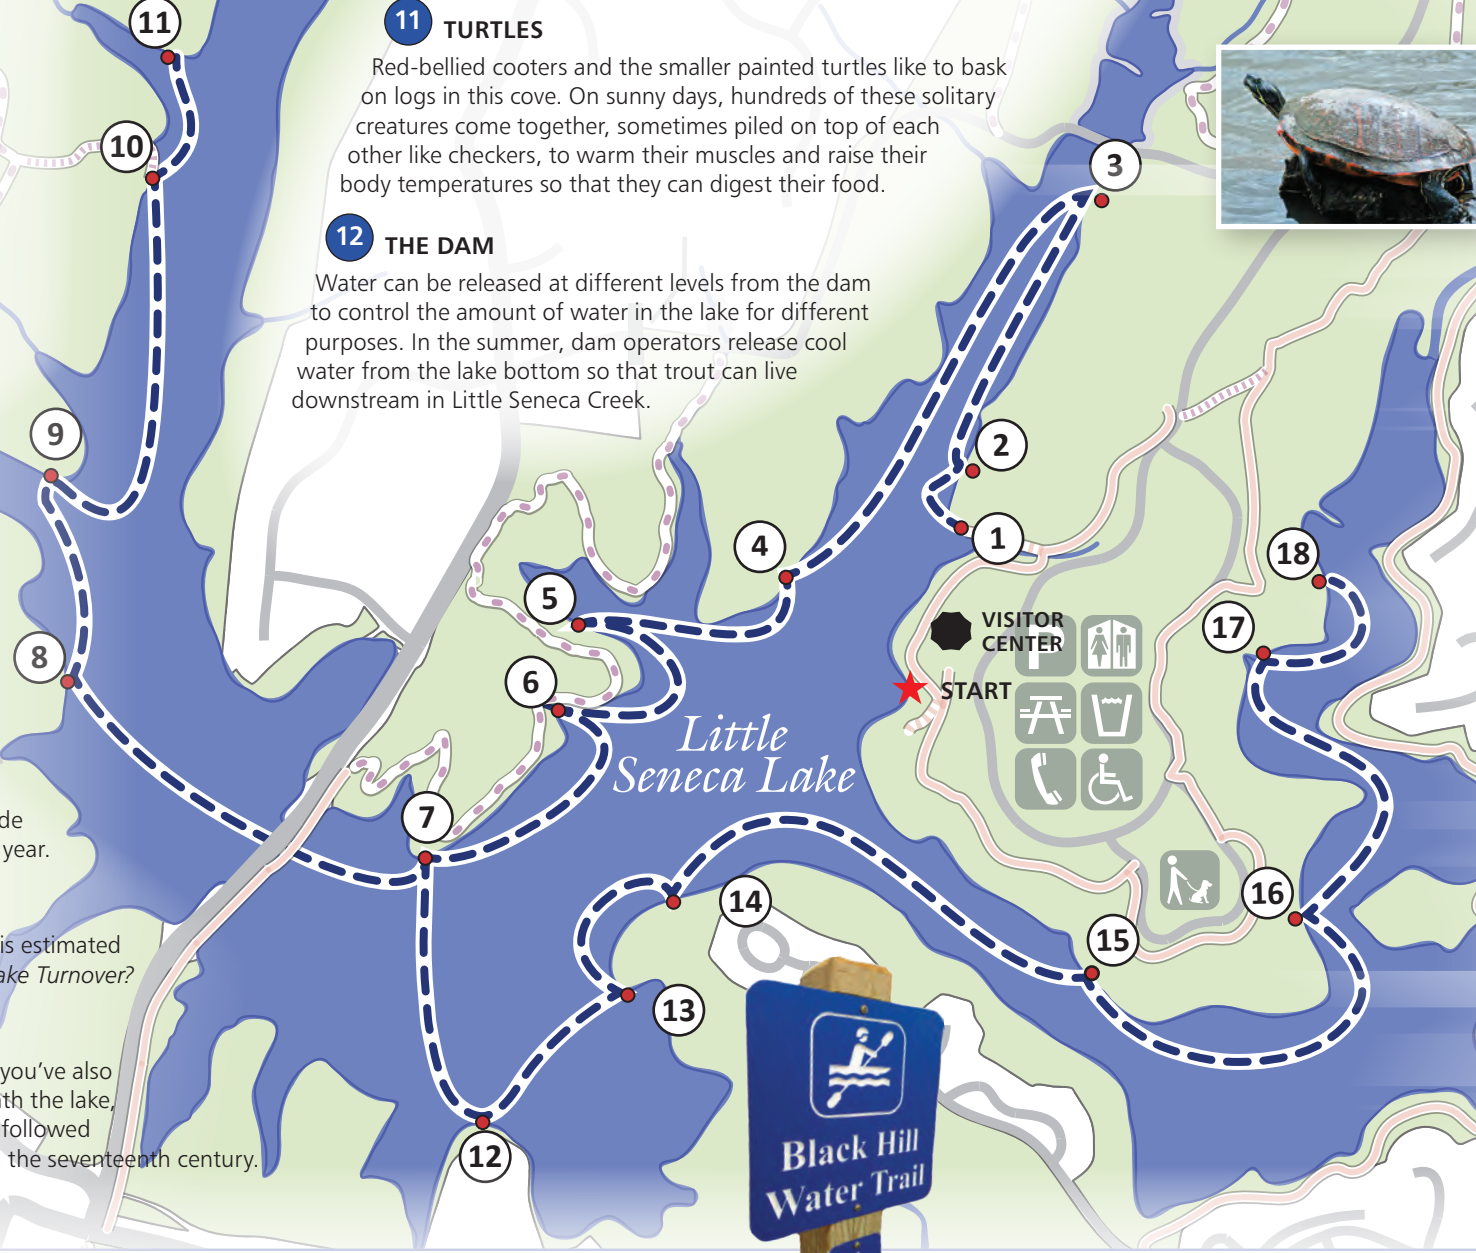 11 TURTLES
Red-bellied cooters and the smaller painted turtles like to bask
on logs in this cove. On sunny days, hundreds of these solitary
creatures come together, sometimes piled on top of each
other like checkers, to warm their muscles and raise their
body temperatures so that they can digest their food.
12 THE DAM
Water can be released at different levels from the dam
to control the amount of water in the lake for different
purposes. In the summer, dam operators release cool
water from the lake bottom so that trout can live
downstream in Little Seneca Creek.
11
10
3
9
2
1
4
18
5
17
VISITOR
CENTER
P
8
6
START
Little
Seneca Lake
7
de
year.
16
14
15
is estimated
ake Turnover?
13
you’ve also
ath the lake,
followed
the seventeenth century.
12
Black Hill
Water Trail